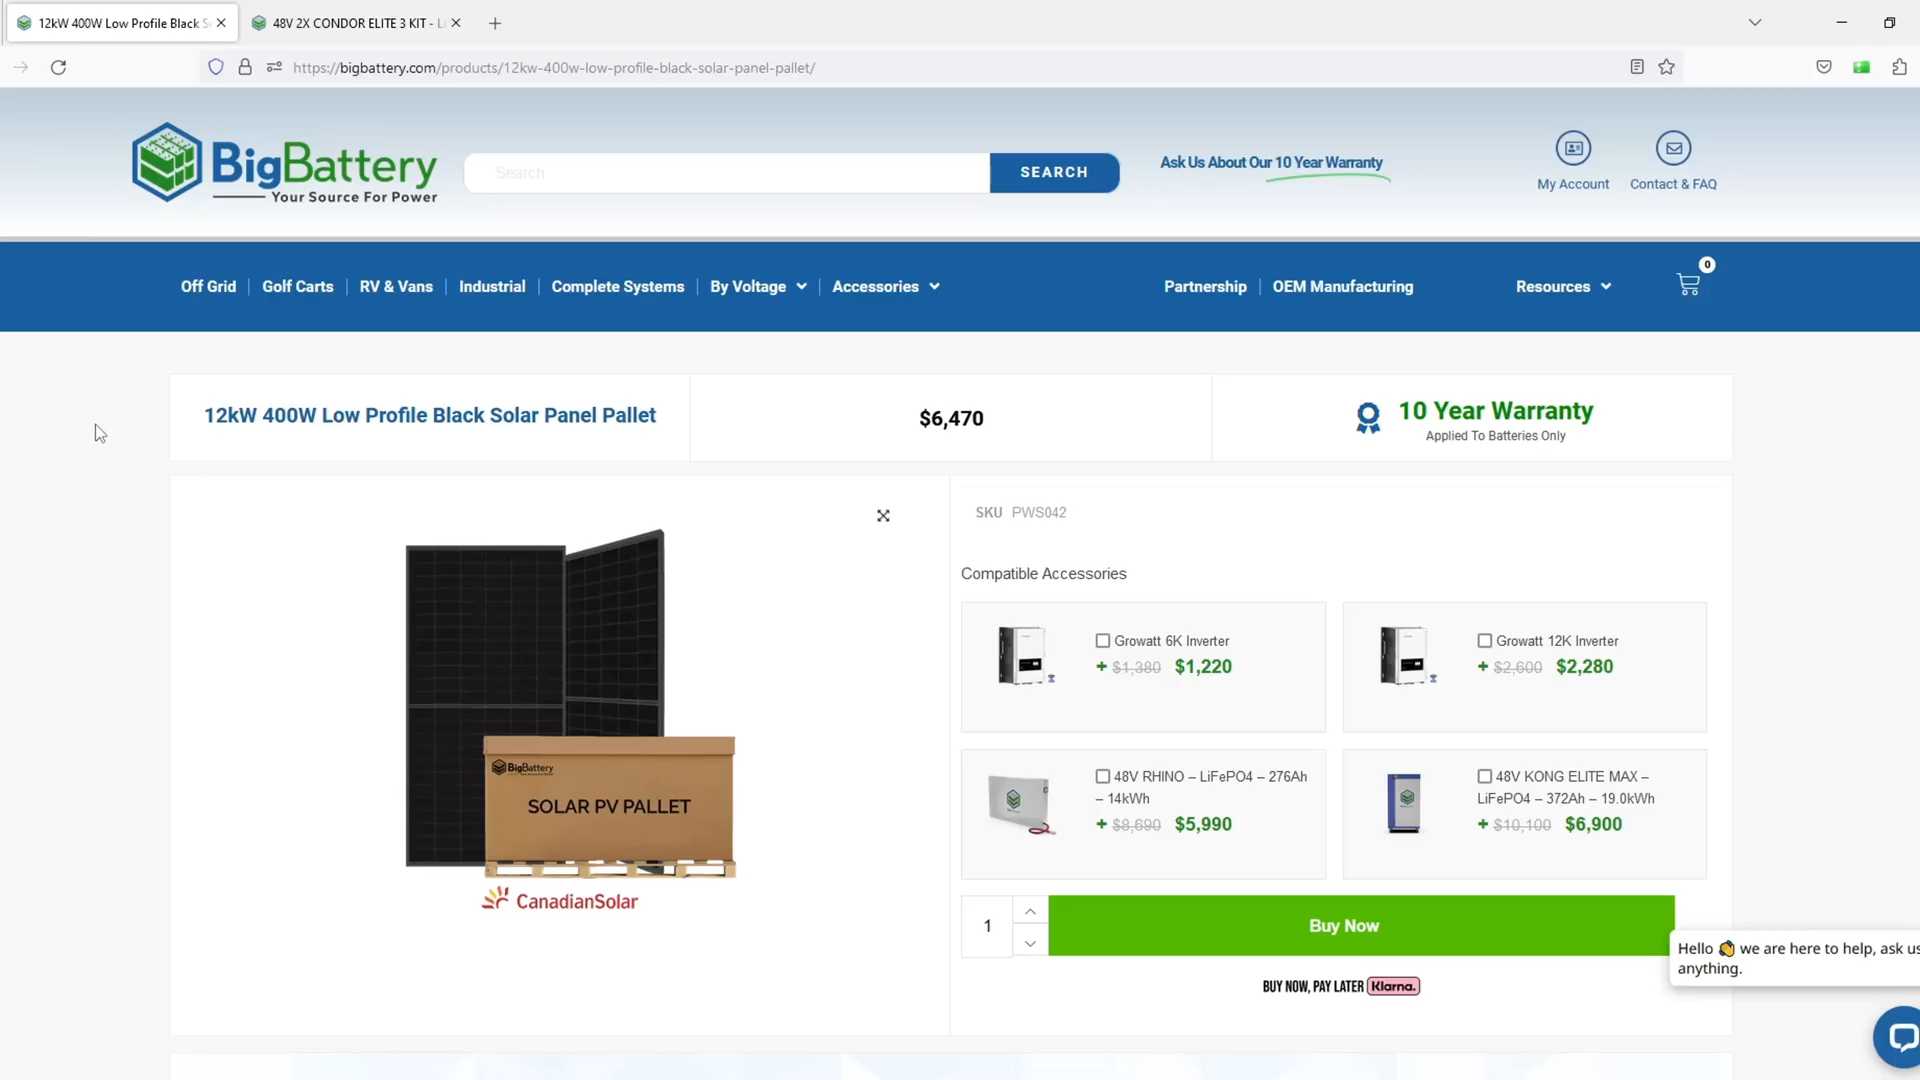 12kW 400W Low Profile Black S
48V 2X CONDOR ELITE 3 KIT - L
https://bigbattery.com/products/12kw-400w-low-profile-black-solar-panel-pallet/
BigBattery
Your Source For Power
Search
SEARCH
Ask Us About Our 10 Year Warranty
My Account
Contact & FAQ
Off Grid
Golf Carts
RV & Vans
Industrial
Complete Systems
By Voltage
Accessories
Partnership
OEM Manufacturing
Resources
0
12kW 400W Low Profile Black Solar Panel Pallet
$6,470
10 Year Warranty
Applied To Batteries Only
BigBattery
SOLAR PV PALLET
CanadianSolar
SKU PWS042
Compatible Accessories
Growatt 6K Inverter
+ $1,380 $1,220
Growatt 12K Inverter
+ $2,600 $2,280
48V RHINO – LiFePO4 – 276Ah
– 14kWh
+ $8,690 $5,990
48V KONG ELITE MAX –
LiFePO4 – 372Ah – 19.0kWh
+ $10,100 $6,900
1
Buy Now
BUY NOW, PAY LATER Klarna.
Hello 👋 we are here to help, ask us
anything.